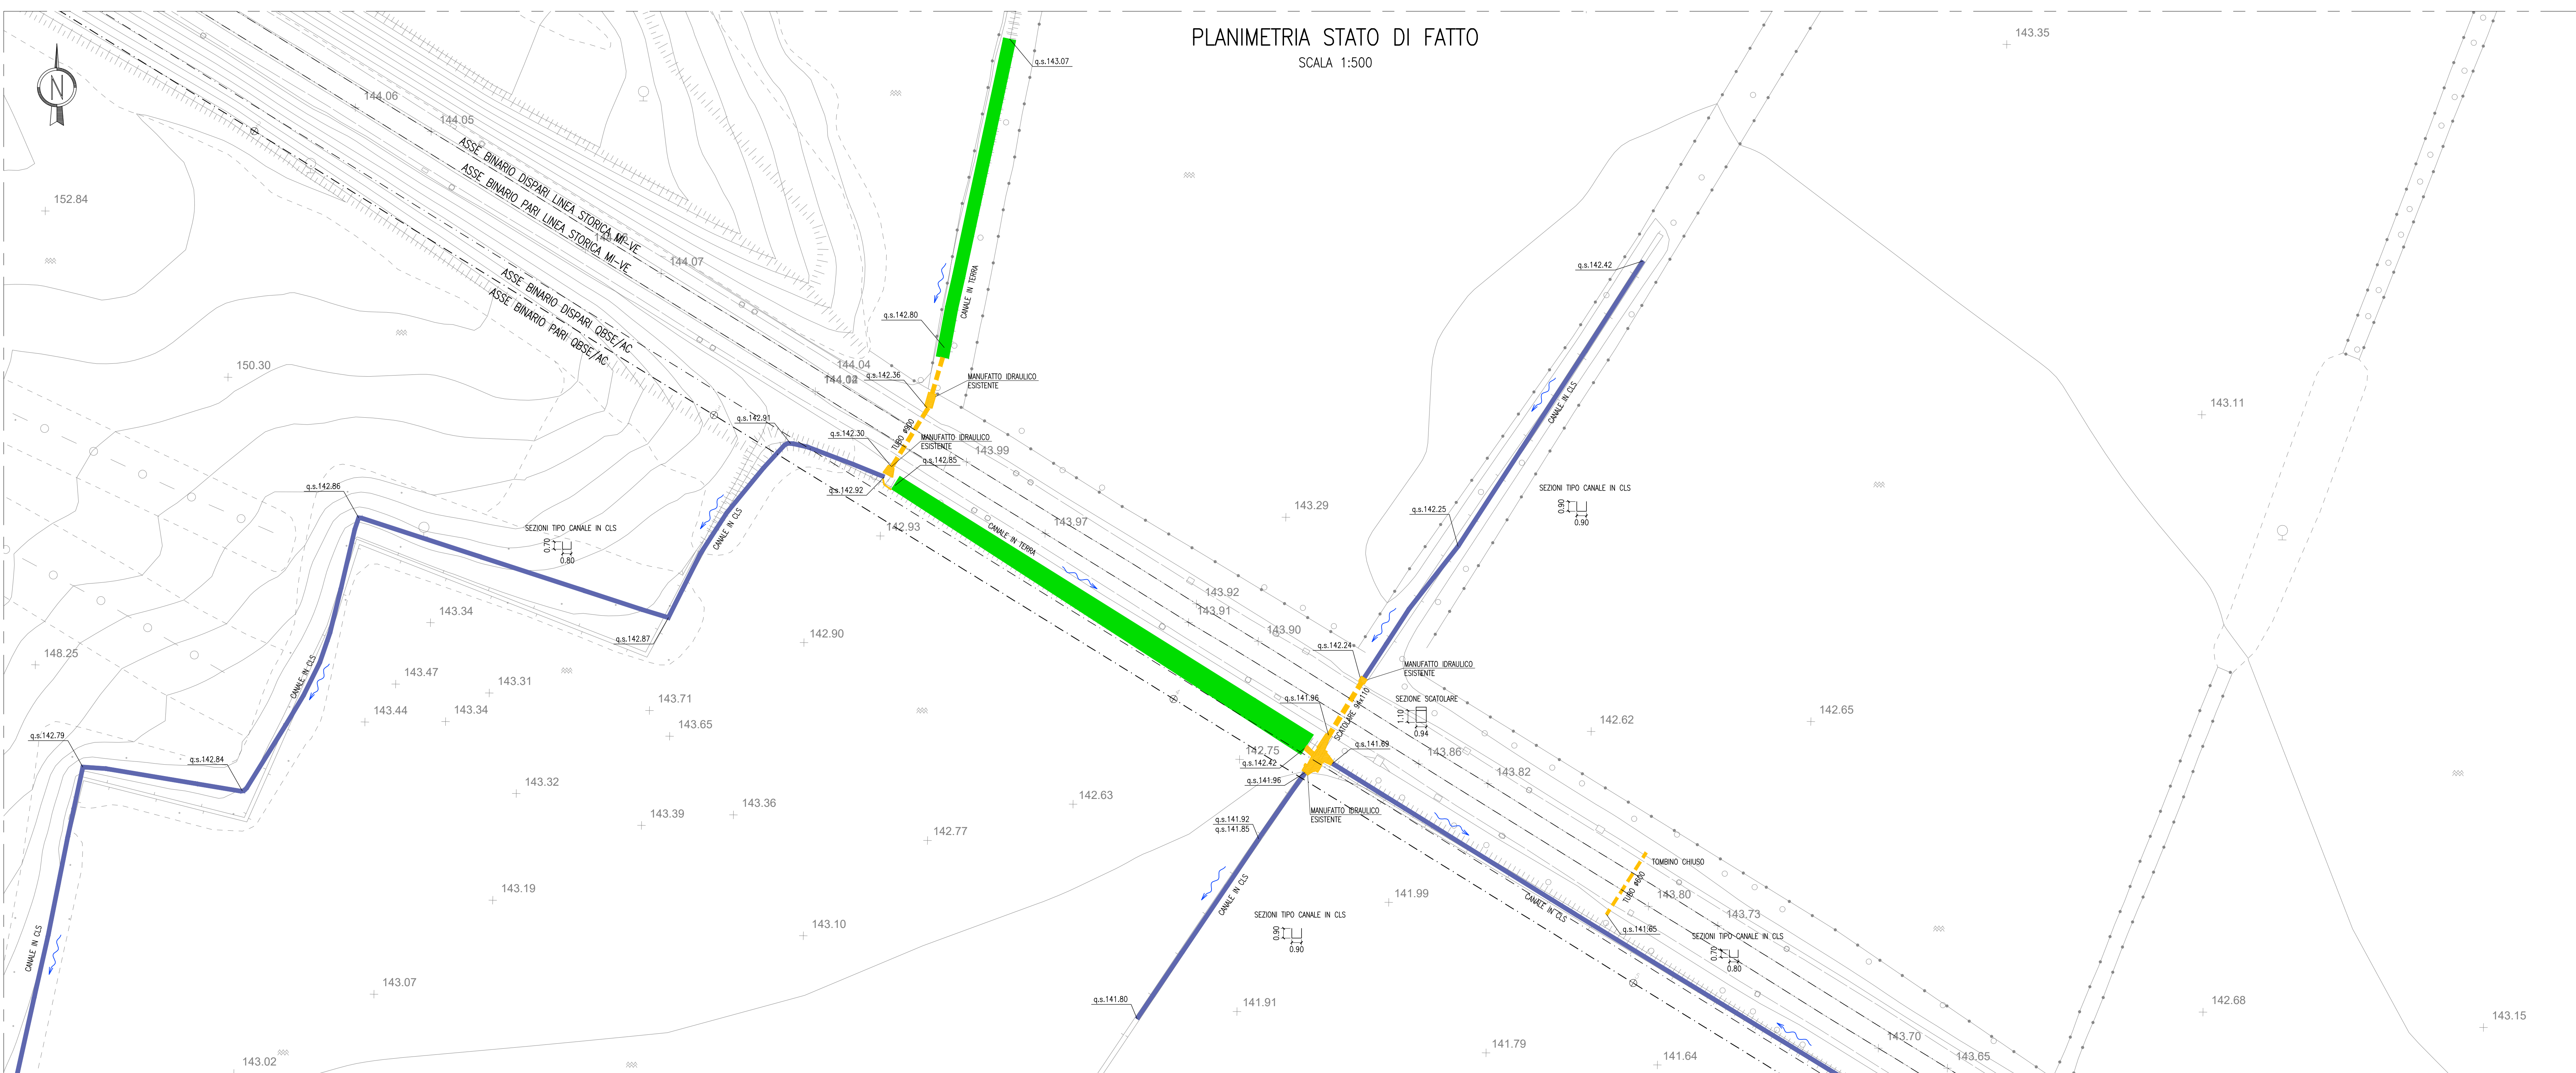 PLANIMETRIA STATO DI FATTO
SCALA 1:500
N
143.35
q.s.143.07
144.06
144.05
ASSE BINARIO DISPARI LINEA STORICA MI-VE
ASSE BINARIO PARI LINEA STORICA MI-VE
152.84
144.07
ASSE BINARIO DISPARI QBSE/AC
ASSE BINARIO PARI QBSE/AC
CANALE IN TERRA
q.s.142.80
q.s.142.42
150.30
144.04
q.s.142.36
MANUFATTO IDRAULICO
ESISTENTE
CANALE IN CLS
143.11
q.s.142.91
q.s.142.30
TUBO ø900
MANUFATTO IDRAULICO
ESISTENTE
143.99
q.s.142.85
q.s.142.86
q.s.142.92
SEZIONI TIPO CANALE IN CLS
0.90
0.90
q.s.142.25
143.29
SEZIONI TIPO CANALE IN CLS
0.70
0.80
CANALE IN CLS
142.93
143.97
CANALE IN TERRA
143.92
143.91
143.34
142.90
143.90
q.s.142.87
q.s.142.24
MANUFATTO IDRAULICO
ESISTENTE
148.25
CANALE IN CLS
143.47
143.31
143.71
q.s.141.96
SCATOLARE 94x110
SEZIONE SCATOLARE
1.10
0.94
143.44
143.34
143.65
142.62
142.65
q.s.142.79
q.s.142.84
142.75
q.s.141.69
143.86
q.s.142.42
q.s.141.96
143.82
143.32
143.36
143.39
142.63
MANUFATTO IDRAULICO
ESISTENTE
q.s.141.92
q.s.141.85
142.77
TOMBINO CHIUSO
TUBO ø600
143.19
CANALE IN CLS
141.99
CANALE IN CLS
143.80
143.73
SEZIONI TIPO CANALE IN CLS
0.90
0.90
q.s.141.65
SEZIONI TIPO CANALE IN CLS
0.70
0.80
143.10
CANALE IN CLS
143.07
q.s.141.80
141.91
142.68
143.15
143.70
141.79
141.64
143.65
143.02